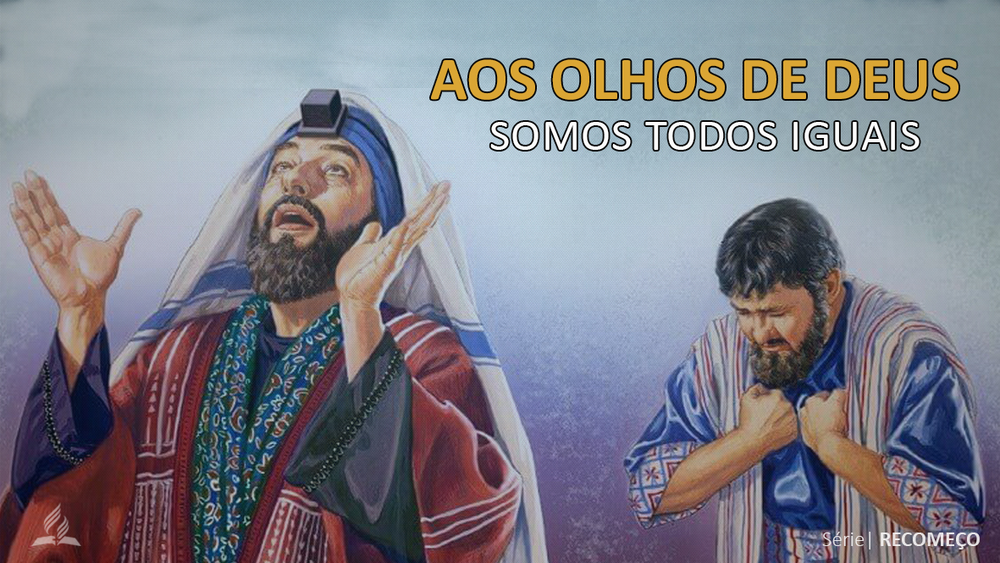 AOS OLHOS DE DEUS
SOMOS TODOS IGUAIS
Série| RECOMEÇO